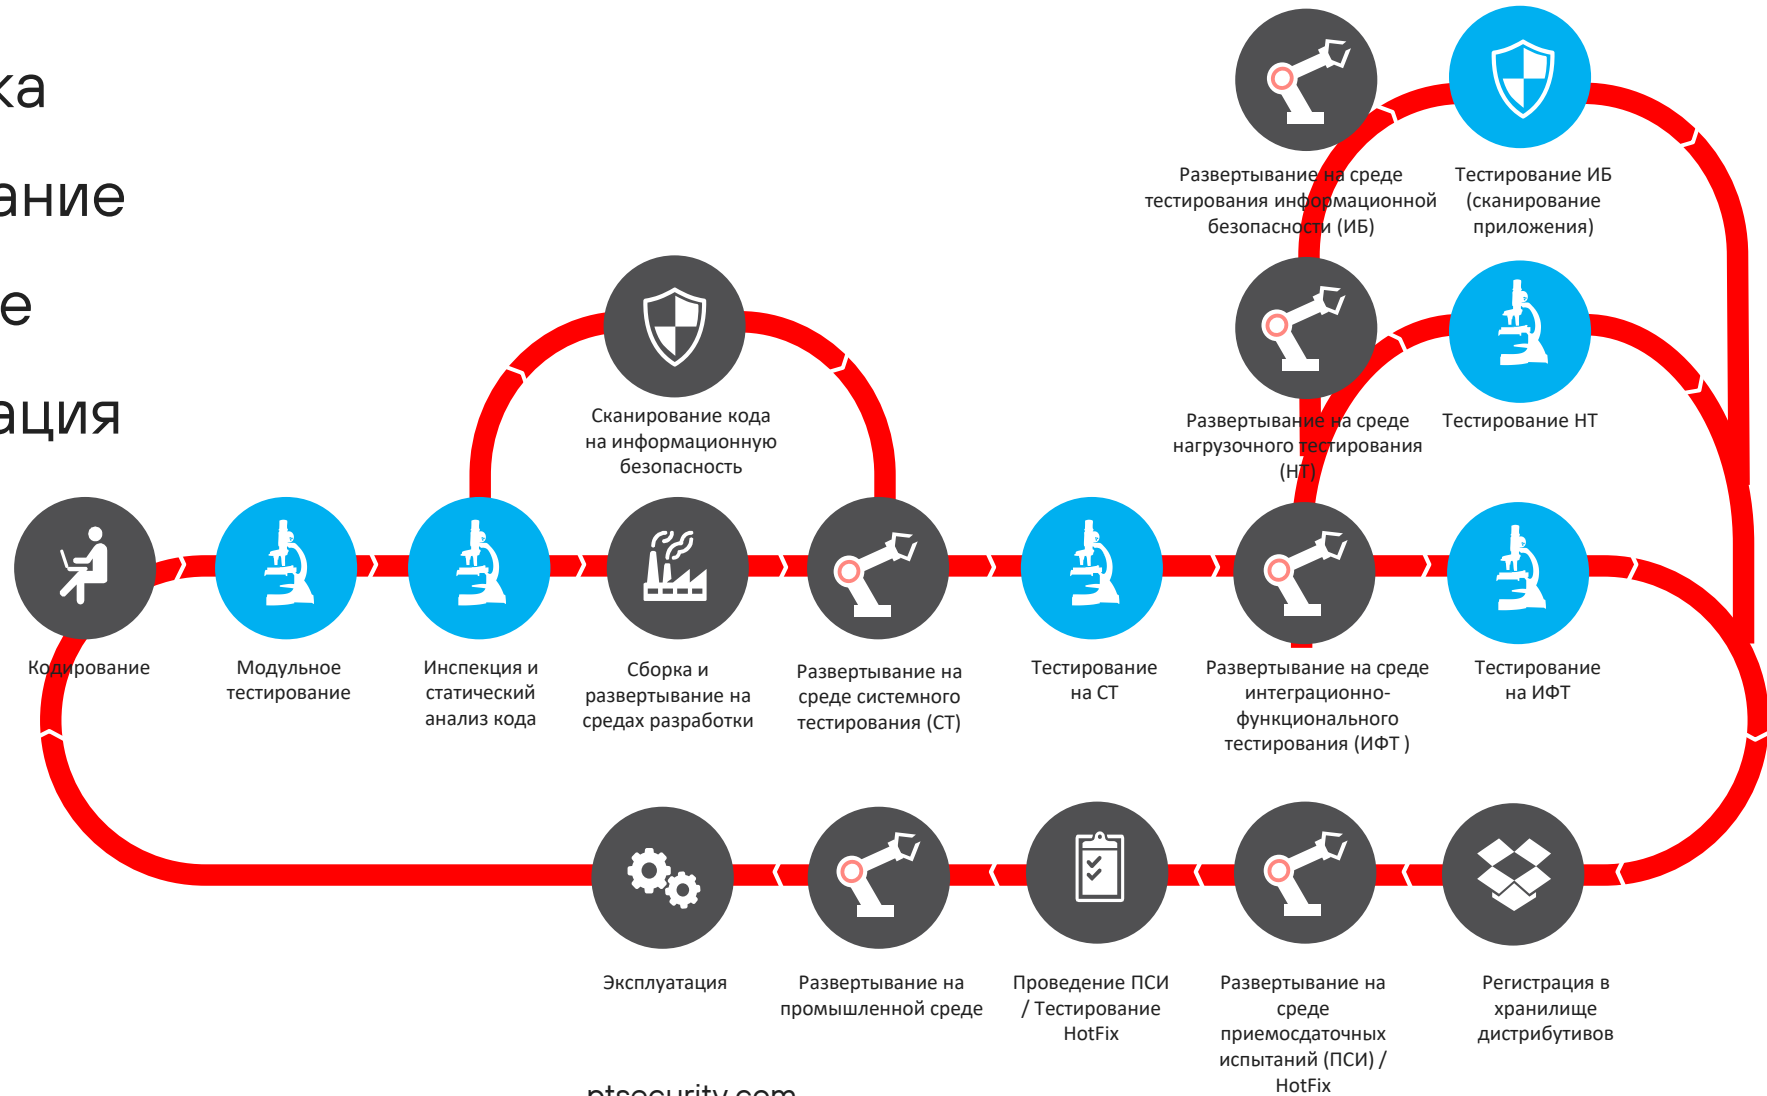 ка
ание
е
ация
Развертывание на среде
тестирования информационной
безопасности (ИБ)
Тестирование ИБ
(сканирование
приложения)
Сканирование кода
на информационную
безопасность
Развертывание на среде
нагрузочного тестирования
(НТ)
Тестирование НТ
Кодирование
Модульное
тестирование
Инспекция и
статический
анализ кода
Сборка и
развертывание на
средах разработки
Развертывание на
среде системного
тестирования (СТ)
Тестирование
на СТ
Развертывание на среде
интеграционно-
функционального
тестирования (ИФТ )
Тестирование
на ИФТ
Эксплуатация
Развертывание на
промышленной среде
Проведение ПСИ
/ Тестирование
HotFix
Развертывание на
среде
приемосдаточных
испытаний (ПСИ) /
HotFix
Регистрация в
хранилище
дистрибутивов
ptsecurity.com